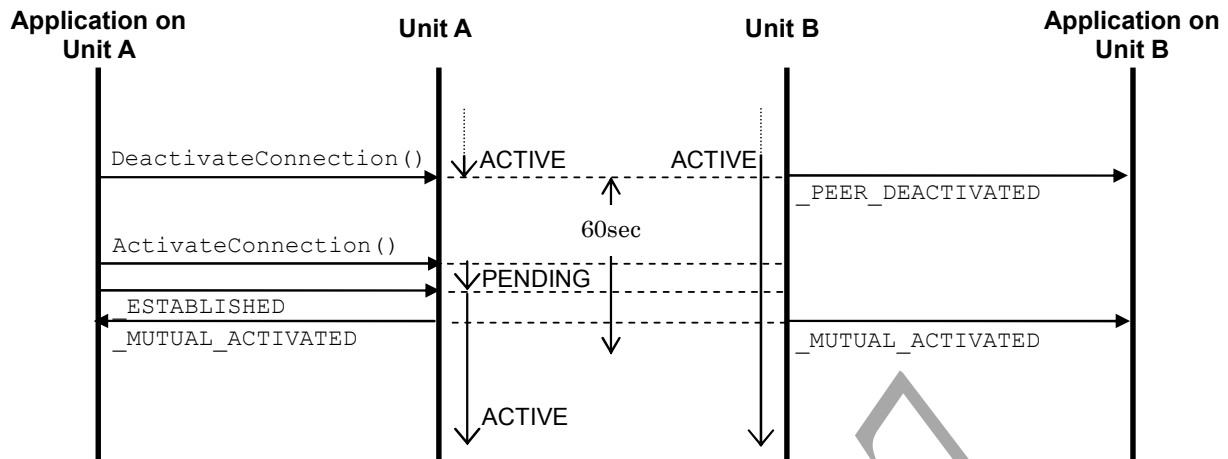 Application on
Unit A
Unit A
Unit B
Application on
Unit B
DeactivateConnection()
ACTIVE
ACTIVE
_PEER_DEACTIVATED
60sec
ActivateConnection()
PENDING
_ESTABLISHED
_MUTUAL_ACTIVATED
_MUTUAL_ACTIVATED
ACTIVE